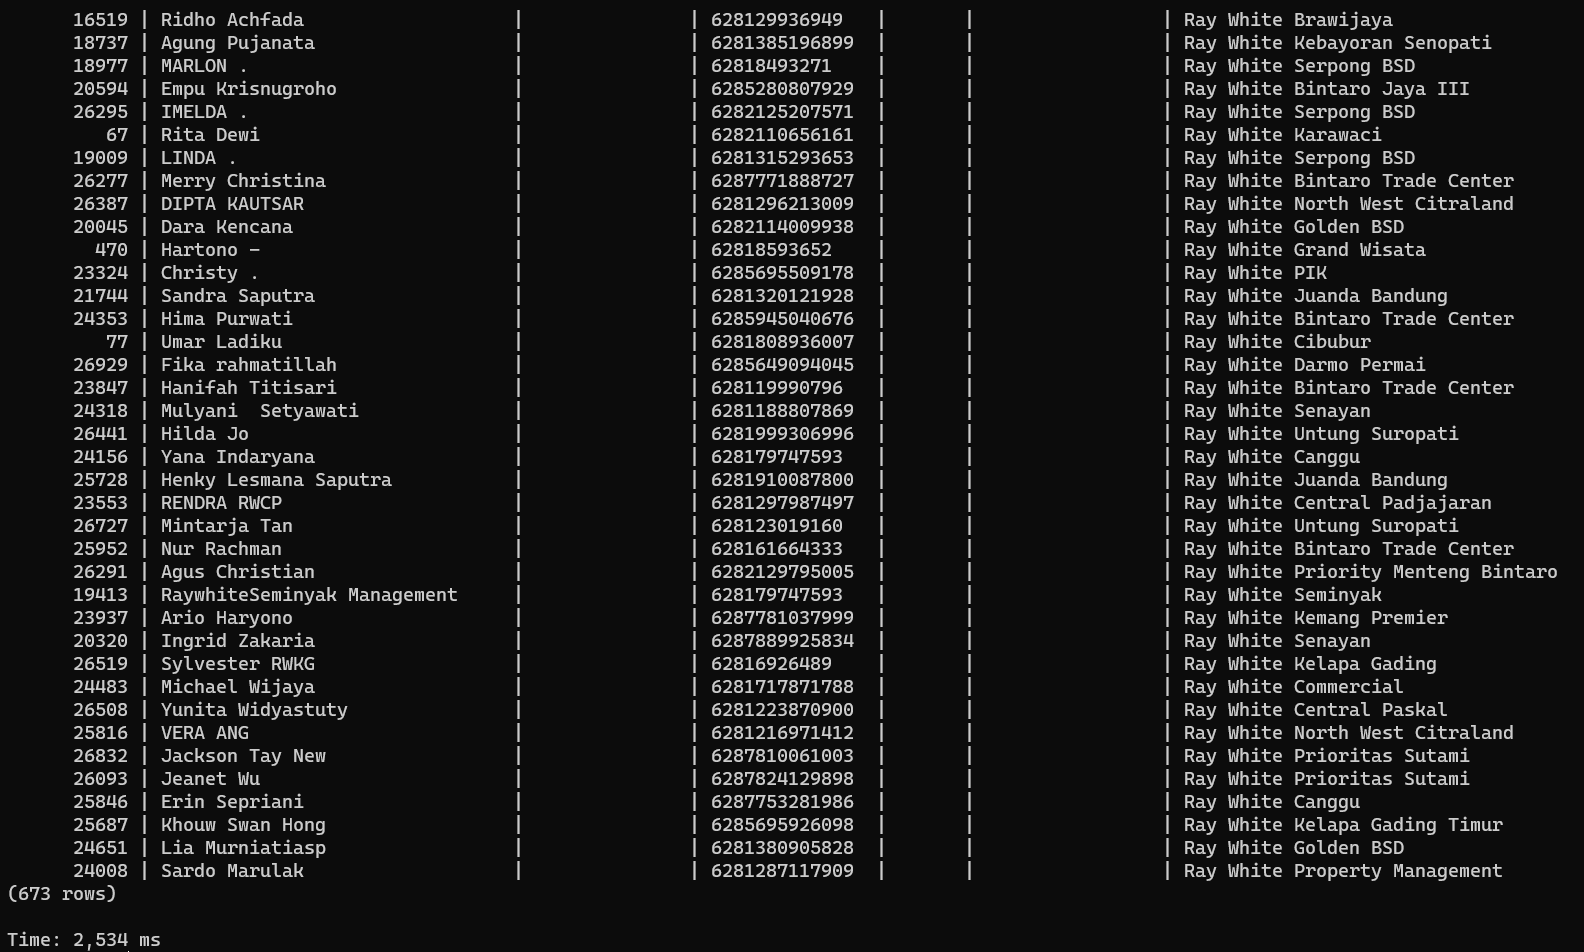 16519 | Ridho Achfada | | 628129936949 | | | Ray White Brawijaya
18737 | Agung Pujanata | | 6281385196899 | | | Ray White Kebayoran Senopati
18977 | MARLON . | | 62818493271 | | | Ray White Serpong BSD
20594 | Empu Krisnugroho | | 6285280807929 | | | Ray White Bintaro Jaya III
26295 | IMELDA . | | 6282125207571 | | | Ray White Serpong BSD
67 | Rita Dewi | | 6282110656161 | | | Ray White Karawaci
19009 | LINDA . | | 6281315293653 | | | Ray White Serpong BSD
26277 | Merry Christina | | 6287771888727 | | | Ray White Bintaro Trade Center
26387 | DIPTA KAUTSAR | | 6281296213009 | | | Ray White North West Citraland
20045 | Dara Kencana | | 6282114009938 | | | Ray White Golden BSD
470 | Hartono – | | 62818593652 | | | Ray White Grand Wisata
23324 | Christy . | | 6285695509178 | | | Ray White PIK
21744 | Sandra Saputra | | 6281320121928 | | | Ray White Juanda Bandung
24353 | Hima Purwati | | 6285945040676 | | | Ray White Bintaro Trade Center
77 | Umar Ladiku | | 6281808936007 | | | Ray White Cibubur
26929 | Fika rahmatillah | | 6285649094045 | | | Ray White Darmo Permai
23847 | Hanifah Titisari | | 628119990796 | | | Ray White Bintaro Trade Center
24318 | Mulyani  Setyawati | | 6281188807869 | | | Ray White Senayan
26441 | Hilda Jo | | 6281999306996 | | | Ray White Untung Suropati
24156 | Yana Indaryana | | 628179747593 | | | Ray White Canggu
25728 | Henky Lesmana Saputra | | 6281910087800 | | | Ray White Juanda Bandung
23553 | RENDRA RWCP | | 6281297987497 | | | Ray White Central Padjajaran
26727 | Mintarja Tan | | 628123019160 | | | Ray White Untung Suropati
25952 | Nur Rachman | | 628161664333 | | | Ray White Bintaro Trade Center
26291 | Agus Christian | | 6282129795005 | | | Ray White Priority Menteng Bintaro
19413 | RaywhiteSeminyak Management | | 628179747593 | | | Ray White Seminyak
23937 | Ario Haryono | | 6287781037999 | | | Ray White Kemang Premier
20320 | Ingrid Zakaria | | 6287889925834 | | | Ray White Senayan
26519 | Sylvester RWKG | | 62816926489 | | | Ray White Kelapa Gading
24483 | Michael Wijaya | | 6281717871788 | | | Ray White Commercial
26508 | Yunita Widyastuty | | 6281223870900 | | | Ray White Central Paskal
25816 | VERA ANG | | 6281216971412 | | | Ray White North West Citraland
26832 | Jackson Tay New | | 6287810061003 | | | Ray White Prioritas Sutami
26093 | Jeanet Wu | | 6287824129898 | | | Ray White Prioritas Sutami
25846 | Erin Sepriani | | 6287753281986 | | | Ray White Canggu
25687 | Khouw Swan Hong | | 6285695926098 | | | Ray White Kelapa Gading Timur
24651 | Lia Murniatiasp | | 6281380905828 | | | Ray White Golden BSD
24008 | Sardo Marulak | | 6281287117909 | | | Ray White Property Management
(673 rows)
Time: 2,534 ms